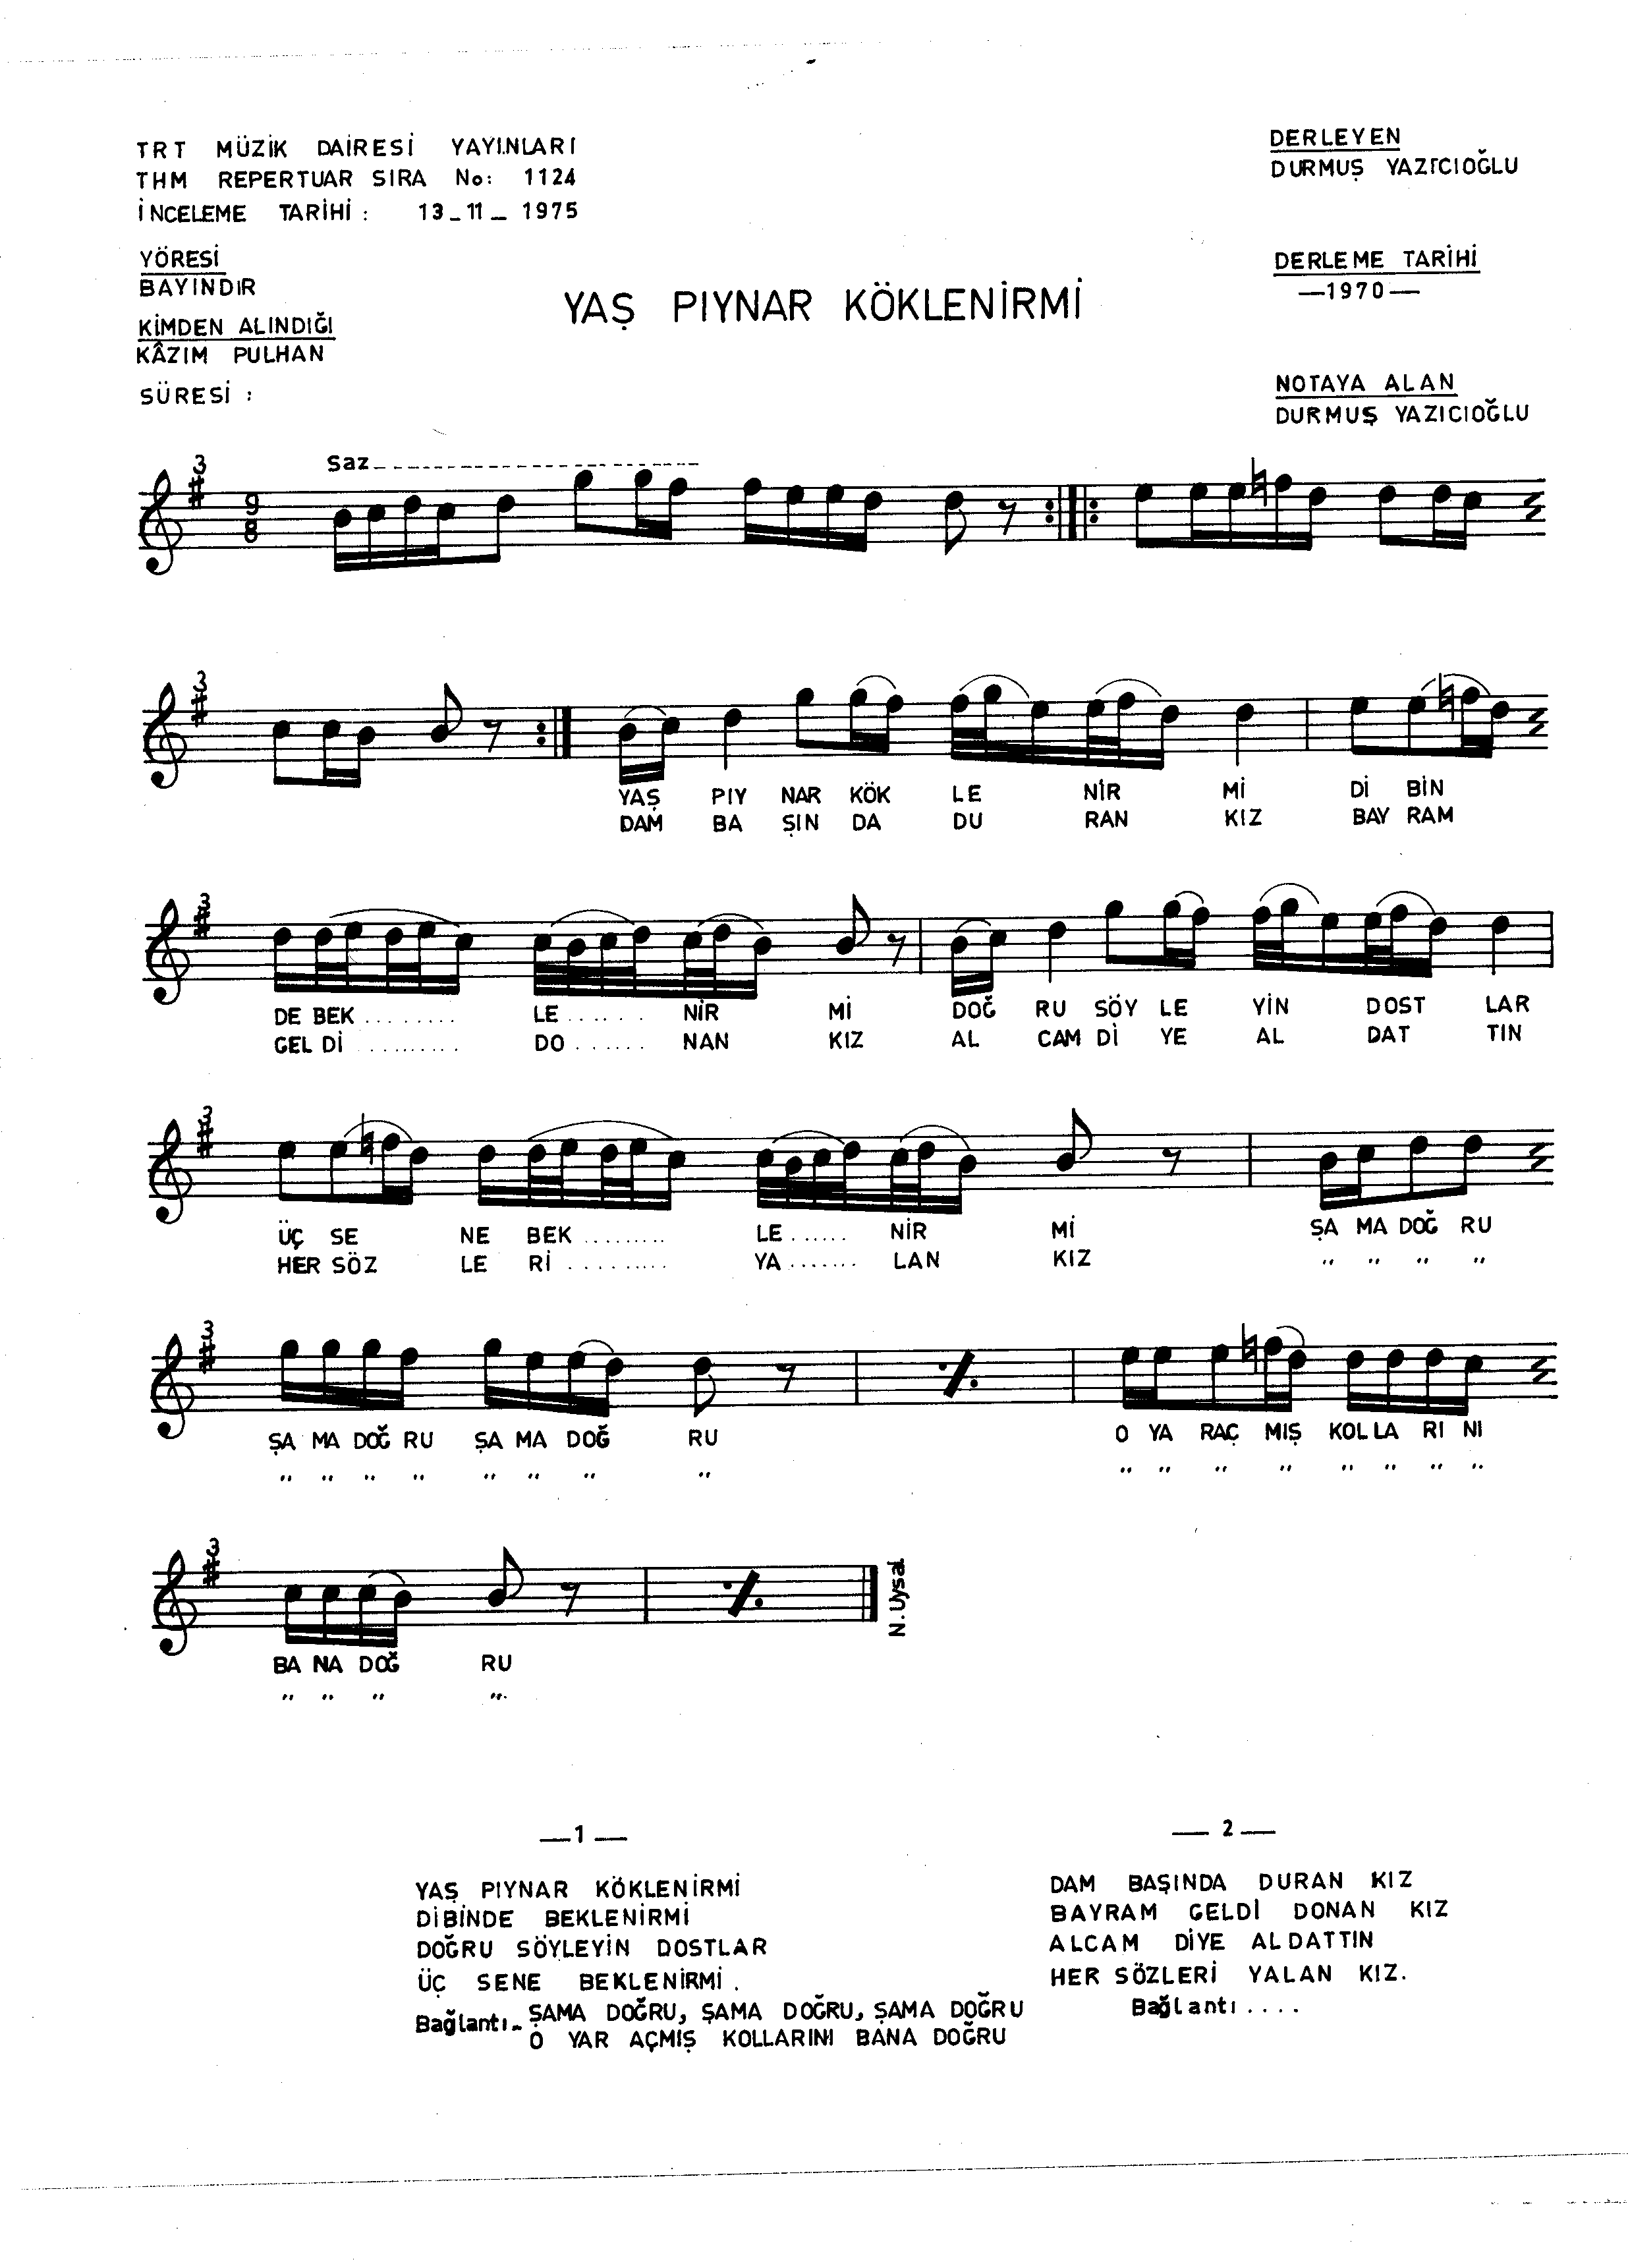 TRT MÜZİK DAİRESİ YAYINLARI
THM REPERTUAR SIRA No: 1124
İNCELEME TARİHİ : 13_11_ 1975
YÖRESİ
BAYINDIR
KİMDEN ALINDIĞI
KÂZIM PULHAN
SÜRESİ :
DERLEYEN
DURMUŞ YAZICIOĞLU
DERLEME TARİHİ
—1970—
NOTAYA ALAN
DURMUŞ YAZICIOĞLU
YAŞ PIYNAR KÖKLENİRMİ
3 Saz
9
8
3
YAŞ PIY NAR KÖK LE NİR Mİ Dİ BİN
DAM BA ŞIN DA DU RAN KIZ BAY RAM
3
DE BEK ........ LE ...... NİR Mİ DOĞ RU SÖY LE YİN DOST LAR
GEL Dİ ......... DO ...... NAN KIZ AL CAM Dİ YE AL DAT TIN
3
ÜÇ SE NE BEK ......... LE ...... NİR Mİ ŞA MA DOĞ RU
HER SÖZ LE Rİ ......... YA ....... LAN KIZ " " " "
3
ŞA MA DOĞ RU ŞA MA DOĞ RU O YA RAÇ MIŞ KOL LA RI NI
" " " " " " " " " " " " " " " "
3
BA NA DOĞ RU
" " " "
N. Uysal
—1—
YAŞ PIYNAR KÖKLENİRMİ
DİBİNDE BEKLENİRMİ
DOĞRU SÖYLEYİN DOSTLAR
ÜÇ SENE BEKLENİRMİ .
Bağlantı_ ŞAMA DOĞRU, ŞAMA DOĞRU, ŞAMA DOĞRU
O YAR AÇMIŞ KOLLARINI BANA DOĞRU
— 2 —
DAM BAŞINDA DURAN KIZ
BAYRAM GELDİ DONAN KIZ
ALCAM DİYE ALDATTIN
HER SÖZLERİ YALAN KIZ.
Bağlantı ....